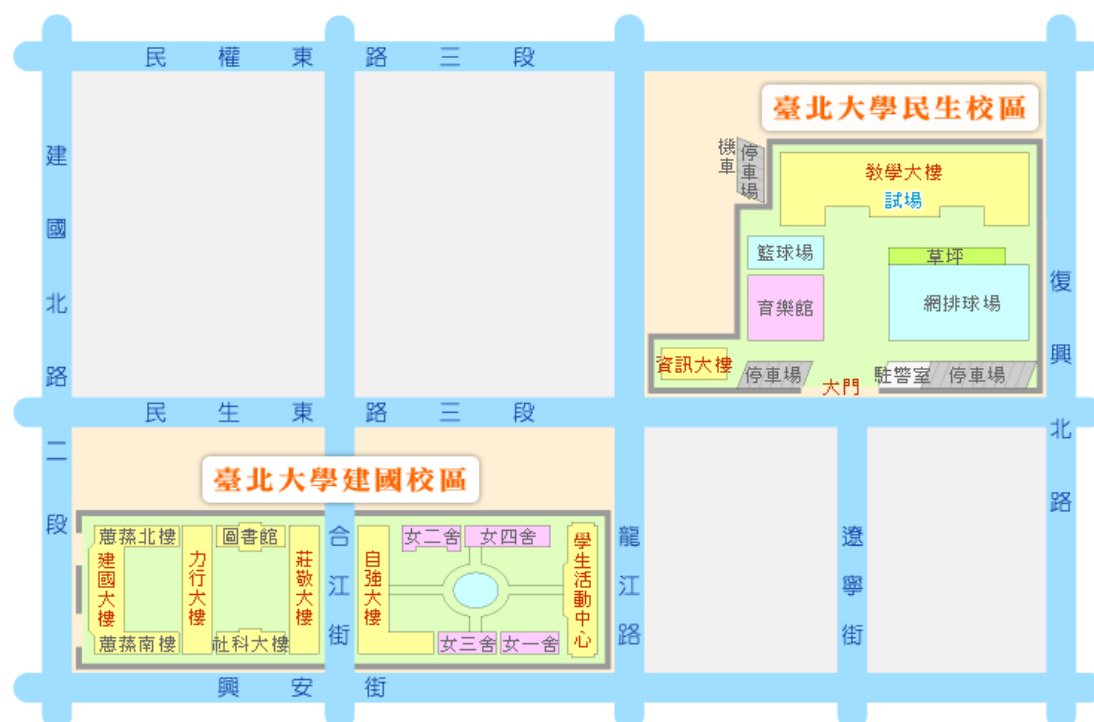 民權東路三段
臺北大學民生校區
機車
停車場
教學大樓
試場
建國北路二段
籃球場
草坪
復興北路
育樂館
網排球場
資訊大樓
停車場
大門
駐警室
停車場
民生東路三段
臺北大學建國校區
蕭蓀北樓
圖書館
合江街
女二舍
女四舍
龍江路
遼寧街
建國大樓
力行大樓
莊敬大樓
自強大樓
學生活動中心
蕭蓀南樓
社科大樓
女三舍
女一舍
興安街